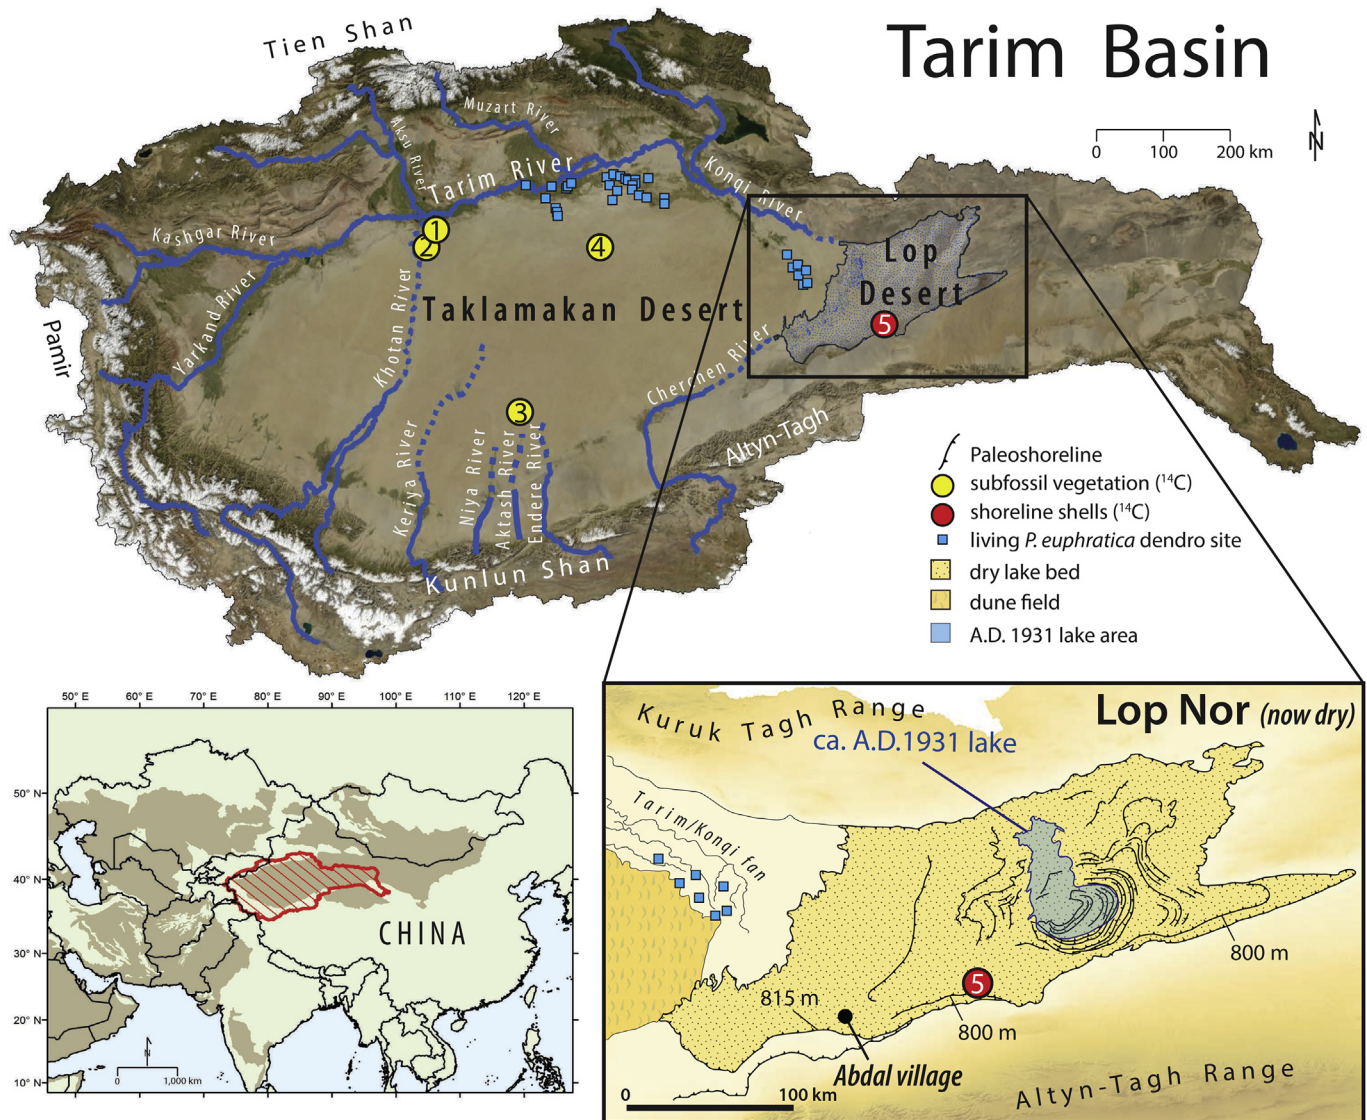 Tarim Basin
0 100 200 km
N
Tien Shan
Muzart River
Aksu River
Tarim River
Konqi River
Kashgar River
Yarkand River
Pamir
1
2
4
Lop
Desert
5
Taklamakan Desert
Khotan River
Cherchen River
3
Keriya River
Niya River
Aktash River
Endere River
Altyn-Tagh
Kunlun Shan
Paleoshoreline
subfossil vegetation (¹⁴C)
shoreline shells (¹⁴C)
living P. euphratica dendro site
dry lake bed
dune field
A.D. 1931 lake area
50° E 60° E 70° E 80° E 90° E 100° E 110° E 120° E
50° N
40° N
30° N
20° N
10° N
CHINA
N
0 1,000 km
Lop Nor (now dry)
Kuruk Tagh Range
ca. A.D.1931 lake
Tarim/Konqi fan
800 m
5
815 m
800 m
Abdal village
0 100 km
Altyn-Tagh Range